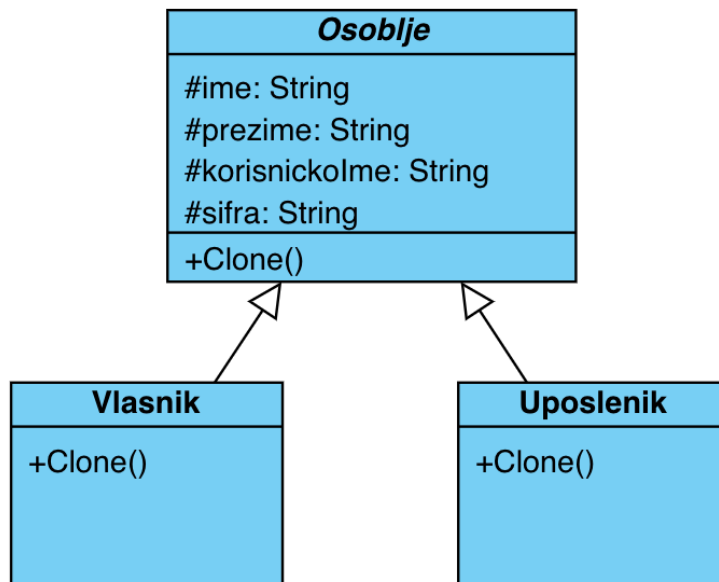 Osoblje
#ime: String
#prezime: String
#korisnickoIme: String
#sifra: String
+Clone()
Vlasnik
+Clone()
Uposlenik
+Clone()